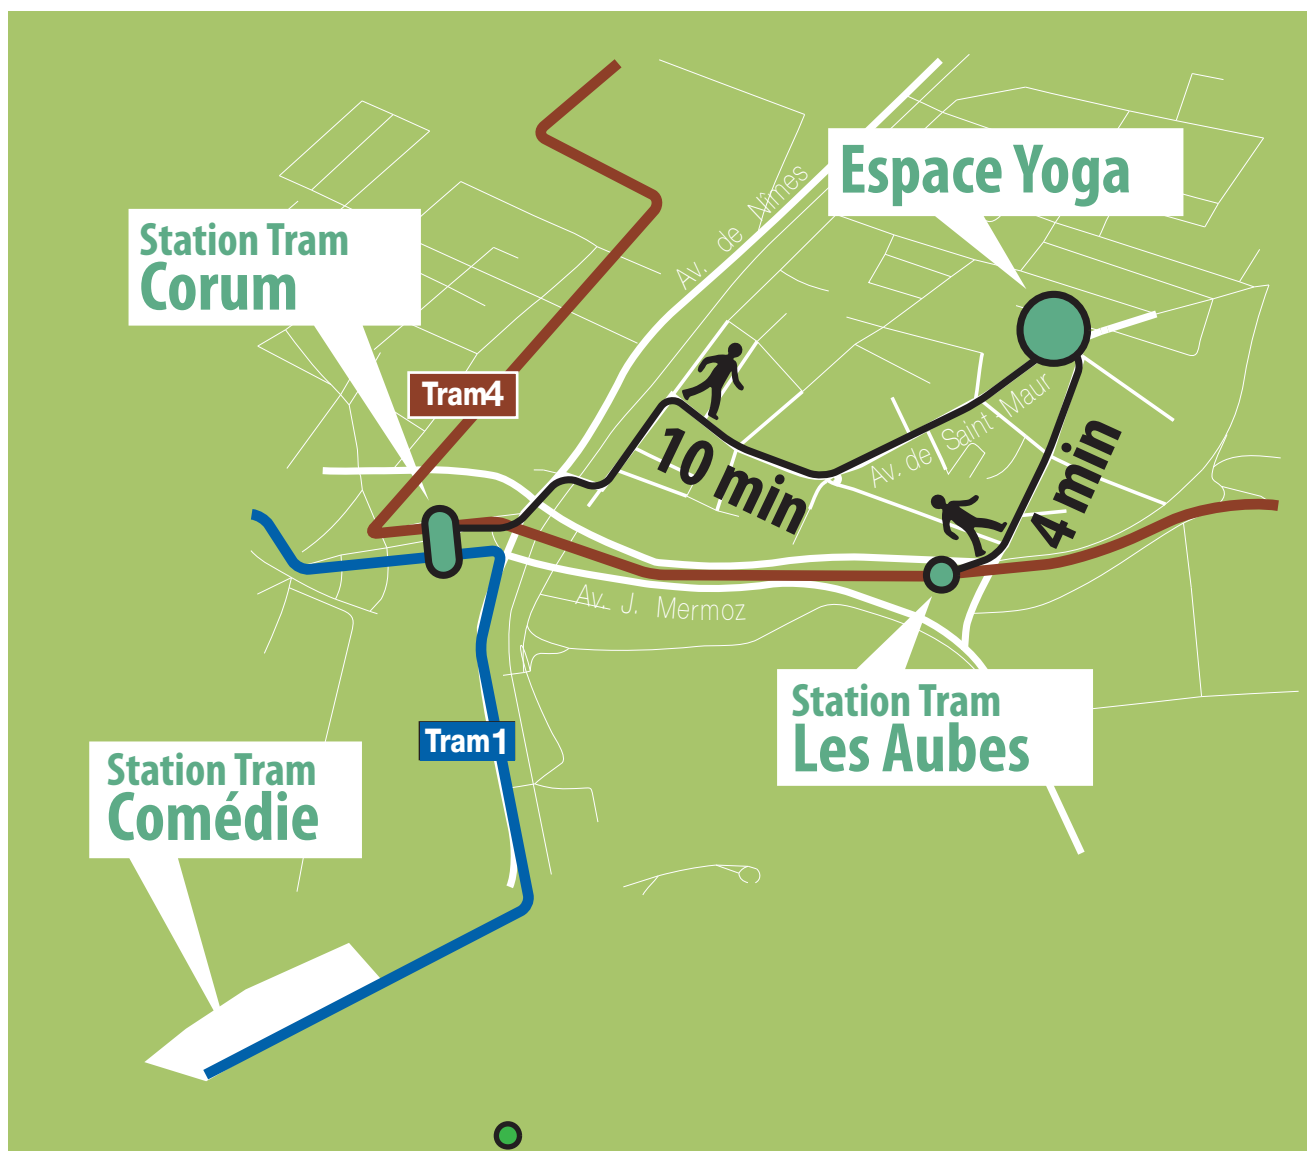 Espace Yoga
Av. de Nîmes
Station Tram
Corum
Tram4
10 min
Av. de Saint-Maur
4 min
Av. J. Mermoz
Station Tram
Les Aubes
Tram1
Station Tram
Comédie